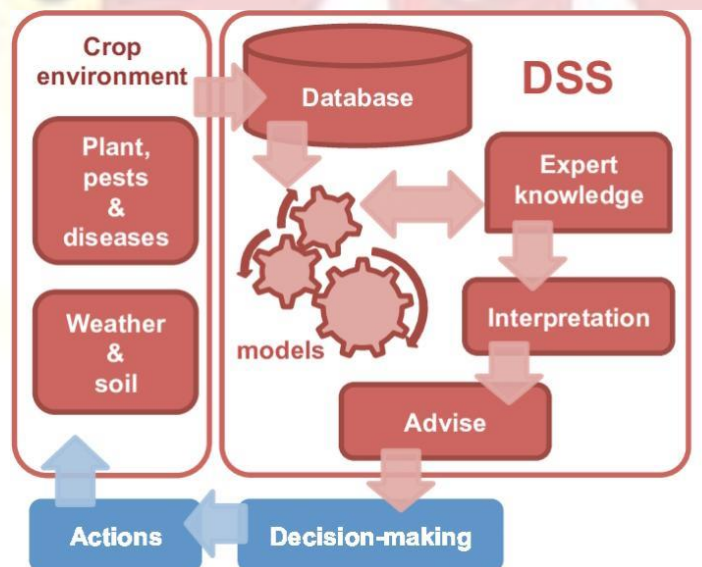 Crop
environment
Plant,
pests
&
diseases
Weather
&
soil
Database
DSS
Expert
knowledge
models
Interpretation
Advise
Actions
Decision-making